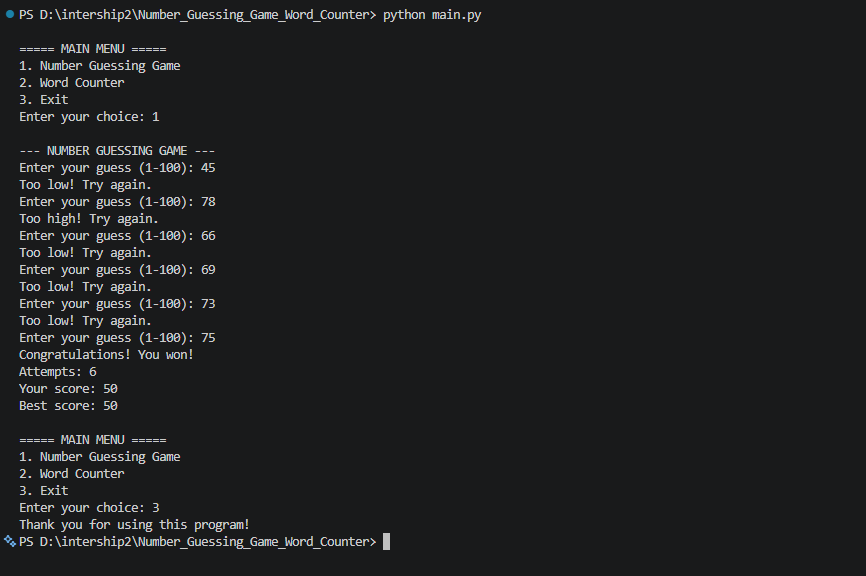 PS D:\intership2\Number_Guessing_Game_Word_Counter> python main.py
===== MAIN MENU =====
1. Number Guessing Game
2. Word Counter
3. Exit
Enter your choice: 1
--- NUMBER GUESSING GAME ---
Enter your guess (1-100): 45
Too low! Try again.
Enter your guess (1-100): 78
Too high! Try again.
Enter your guess (1-100): 66
Too low! Try again.
Enter your guess (1-100): 69
Too low! Try again.
Enter your guess (1-100): 73
Too low! Try again.
Enter your guess (1-100): 75
Congratulations! You won!
Attempts: 6
Your score: 50
Best score: 50
===== MAIN MENU =====
1. Number Guessing Game
2. Word Counter
3. Exit
Enter your choice: 3
Thank you for using this program!
PS D:\intership2\Number_Guessing_Game_Word_Counter>